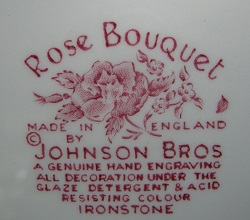 Rose Bouquet
MADE IN ENGLAND
BY
© JOHNSON BROS
A GENUINE HAND ENGRAVING
ALL DECORATION UNDER THE
GLAZE DETERGENT & ACID
RESISTING COLOUR
IRONSTONE